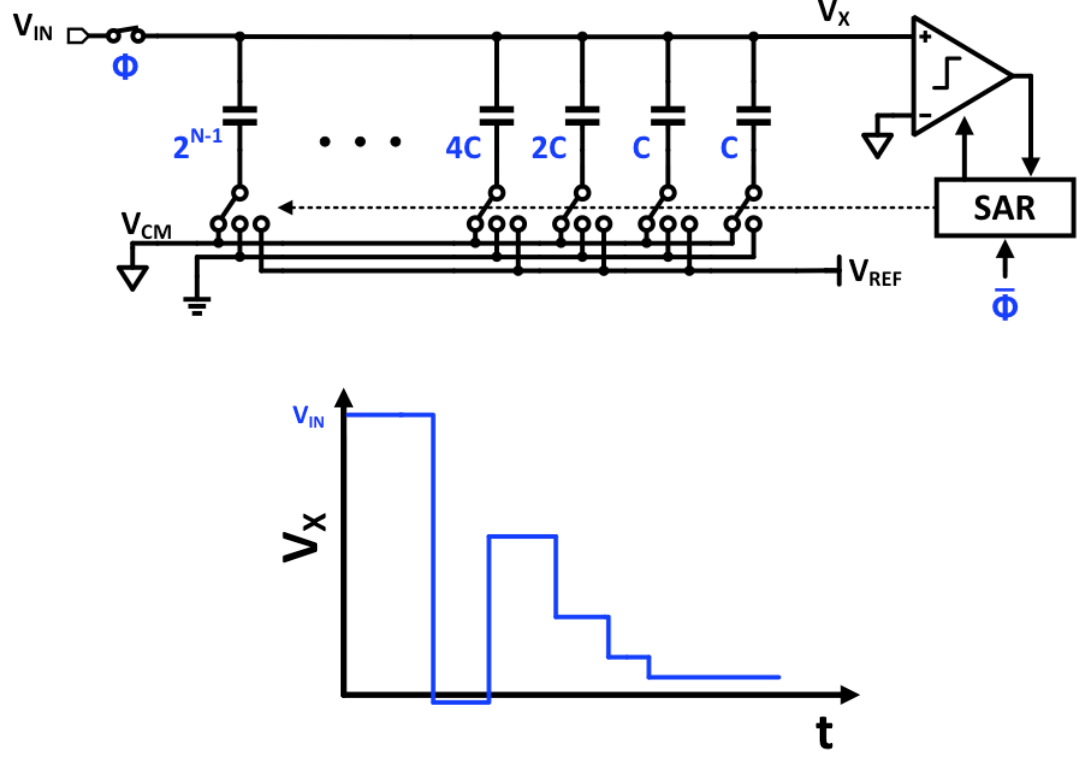 V_IN
Φ
V_X
+
−
2^N-1
• • •
4C
2C
C
C
V_CM
V_REF
SAR
Φ̄
V_IN
V_X
t